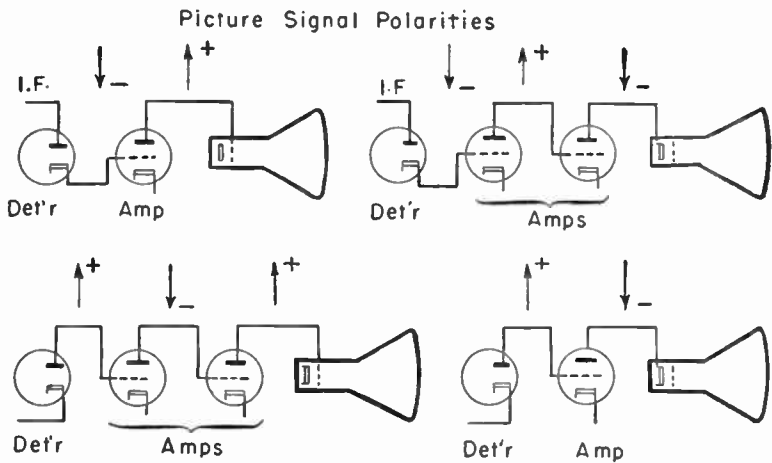 Picture Signal Polarities
- +
- + -
I.F.
I.F
Det'r Amp
Det'r Amps
+ - +
+ -
Det'r Amps
Det'r Amp